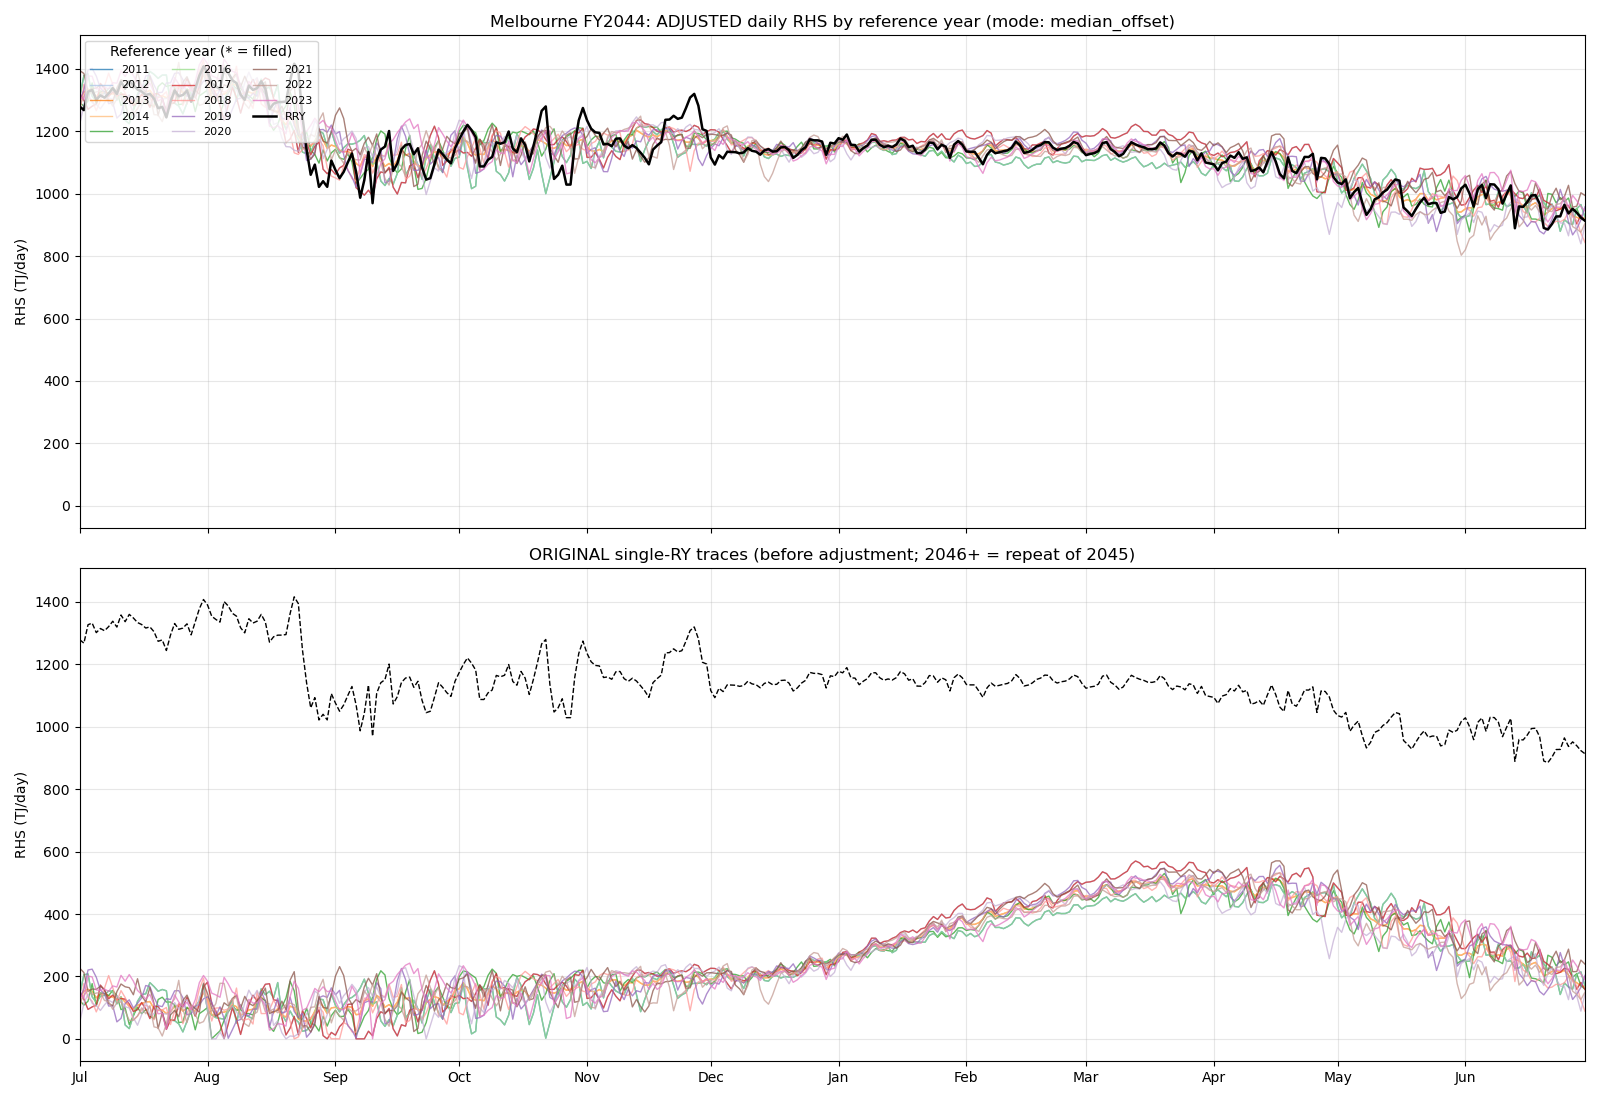 Melbourne FY2044: ADJUSTED daily RHS by reference year (mode: median_offset)
Reference year (* = filled)
2011 2016 2021
2012 2017 2022
2013 2018 2023
2014 2019 RRY
2015 2020
RHS (TJ/day)
1400
1200
1000
800
600
400
200
0
ORIGINAL single-RY traces (before adjustment; 2046+ = repeat of 2045)
RHS (TJ/day)
1400
1200
1000
800
600
400
200
0
Jul Aug Sep Oct Nov Dec Jan Feb Mar Apr May Jun